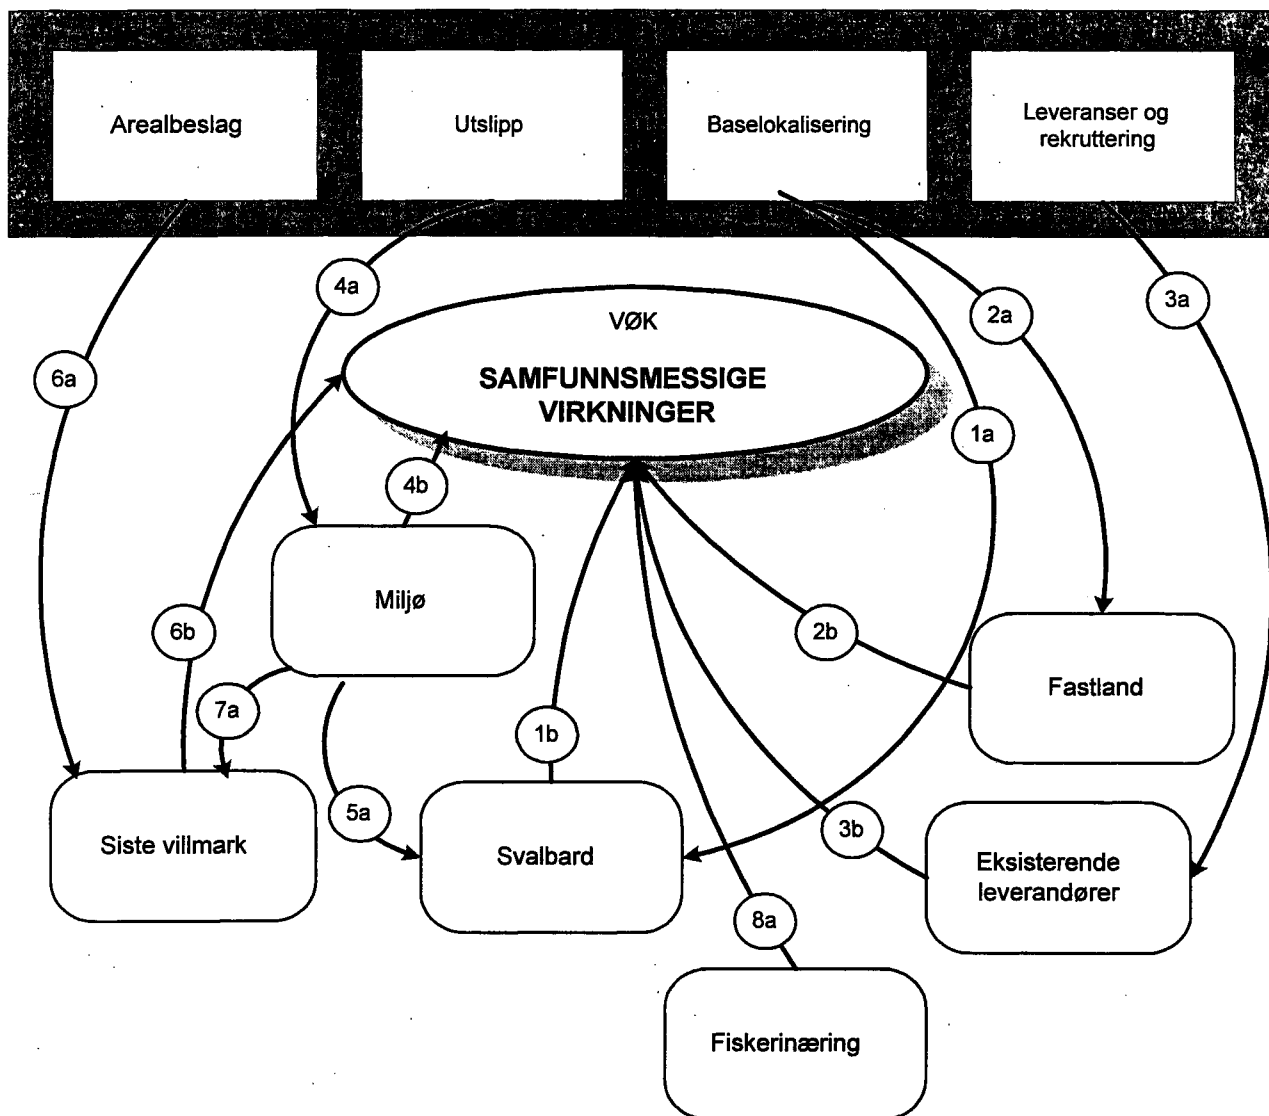 Arealbeslag
Utslipp
Baselokalisering
Leveranser og
rekruttering
4a
2a
3a
VØK
SAMFUNNSMESSIGE
VIRKNINGER
6a
1a
4b
Miljø
6b
2b
Fastland
7a
1b
5a
3b
Siste villmark
Svalbard
Eksisterende
leverandører
8a
Fiskerinæring